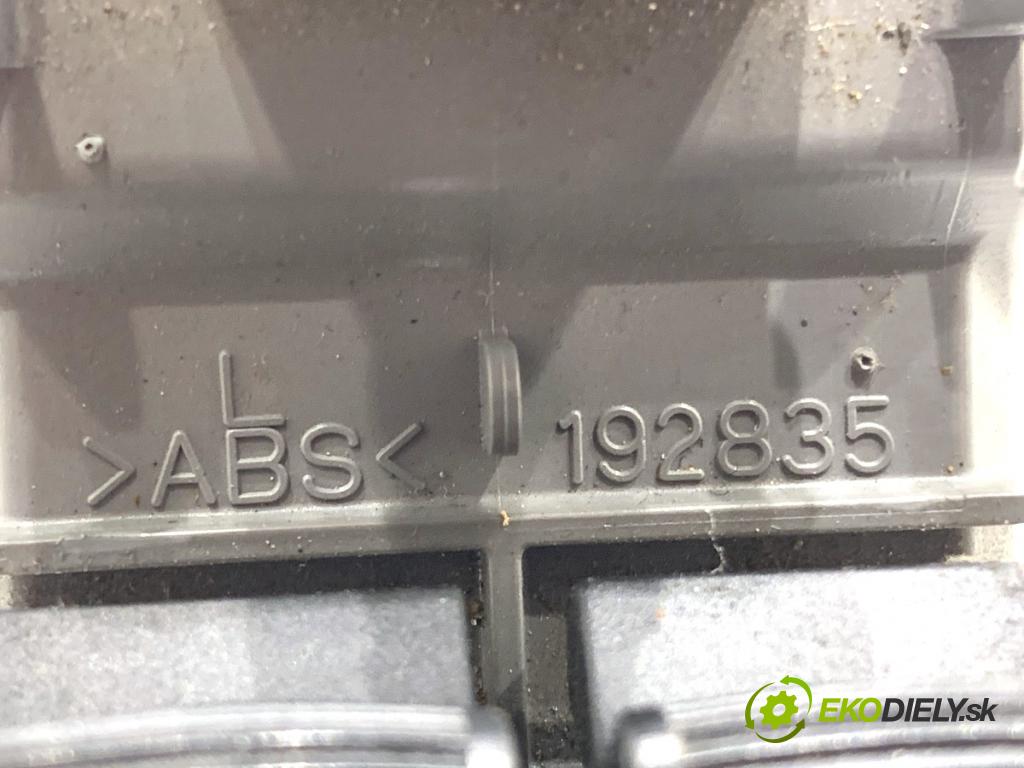 L
>ABS< 192835
EKODIELY.sk